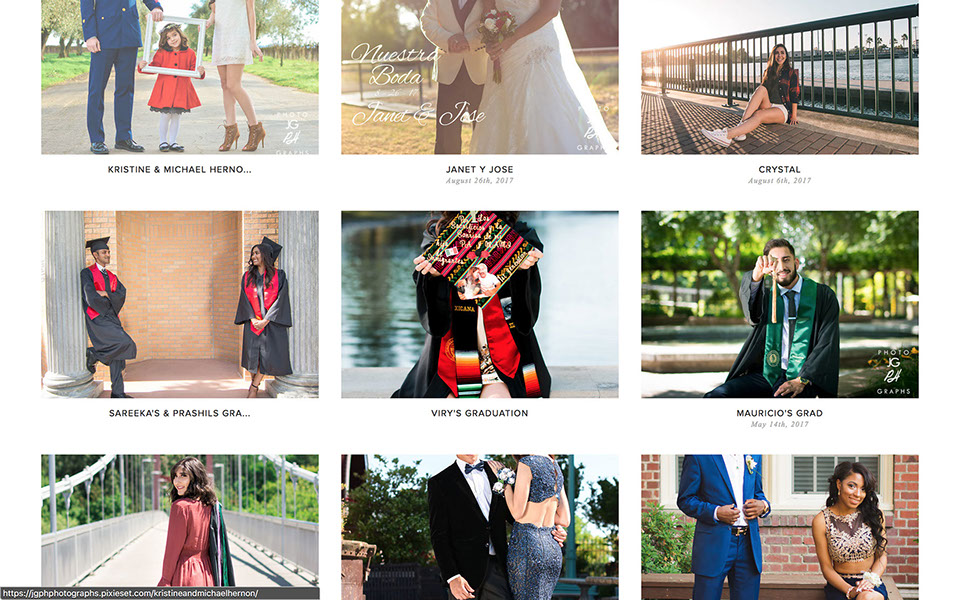 PHOTO
JG
PH
GRAPHS
Nuestra
Boda
Janet & Jose
GRAPHS
KRISTINE & MICHAEL HERNO...
JANET Y JOSE
CRYSTAL
August 26th, 2017
August 6th, 2017
XICANA
PHOTO
JG
PH
GRAPHS
SAREEKA'S & PRASHILS GRA...
VIRY'S GRADUATION
MAURICIO'S GRAD
May 14th, 2017
https://jgphphotographs.pixieset.com/kristineandmichaelhernon/